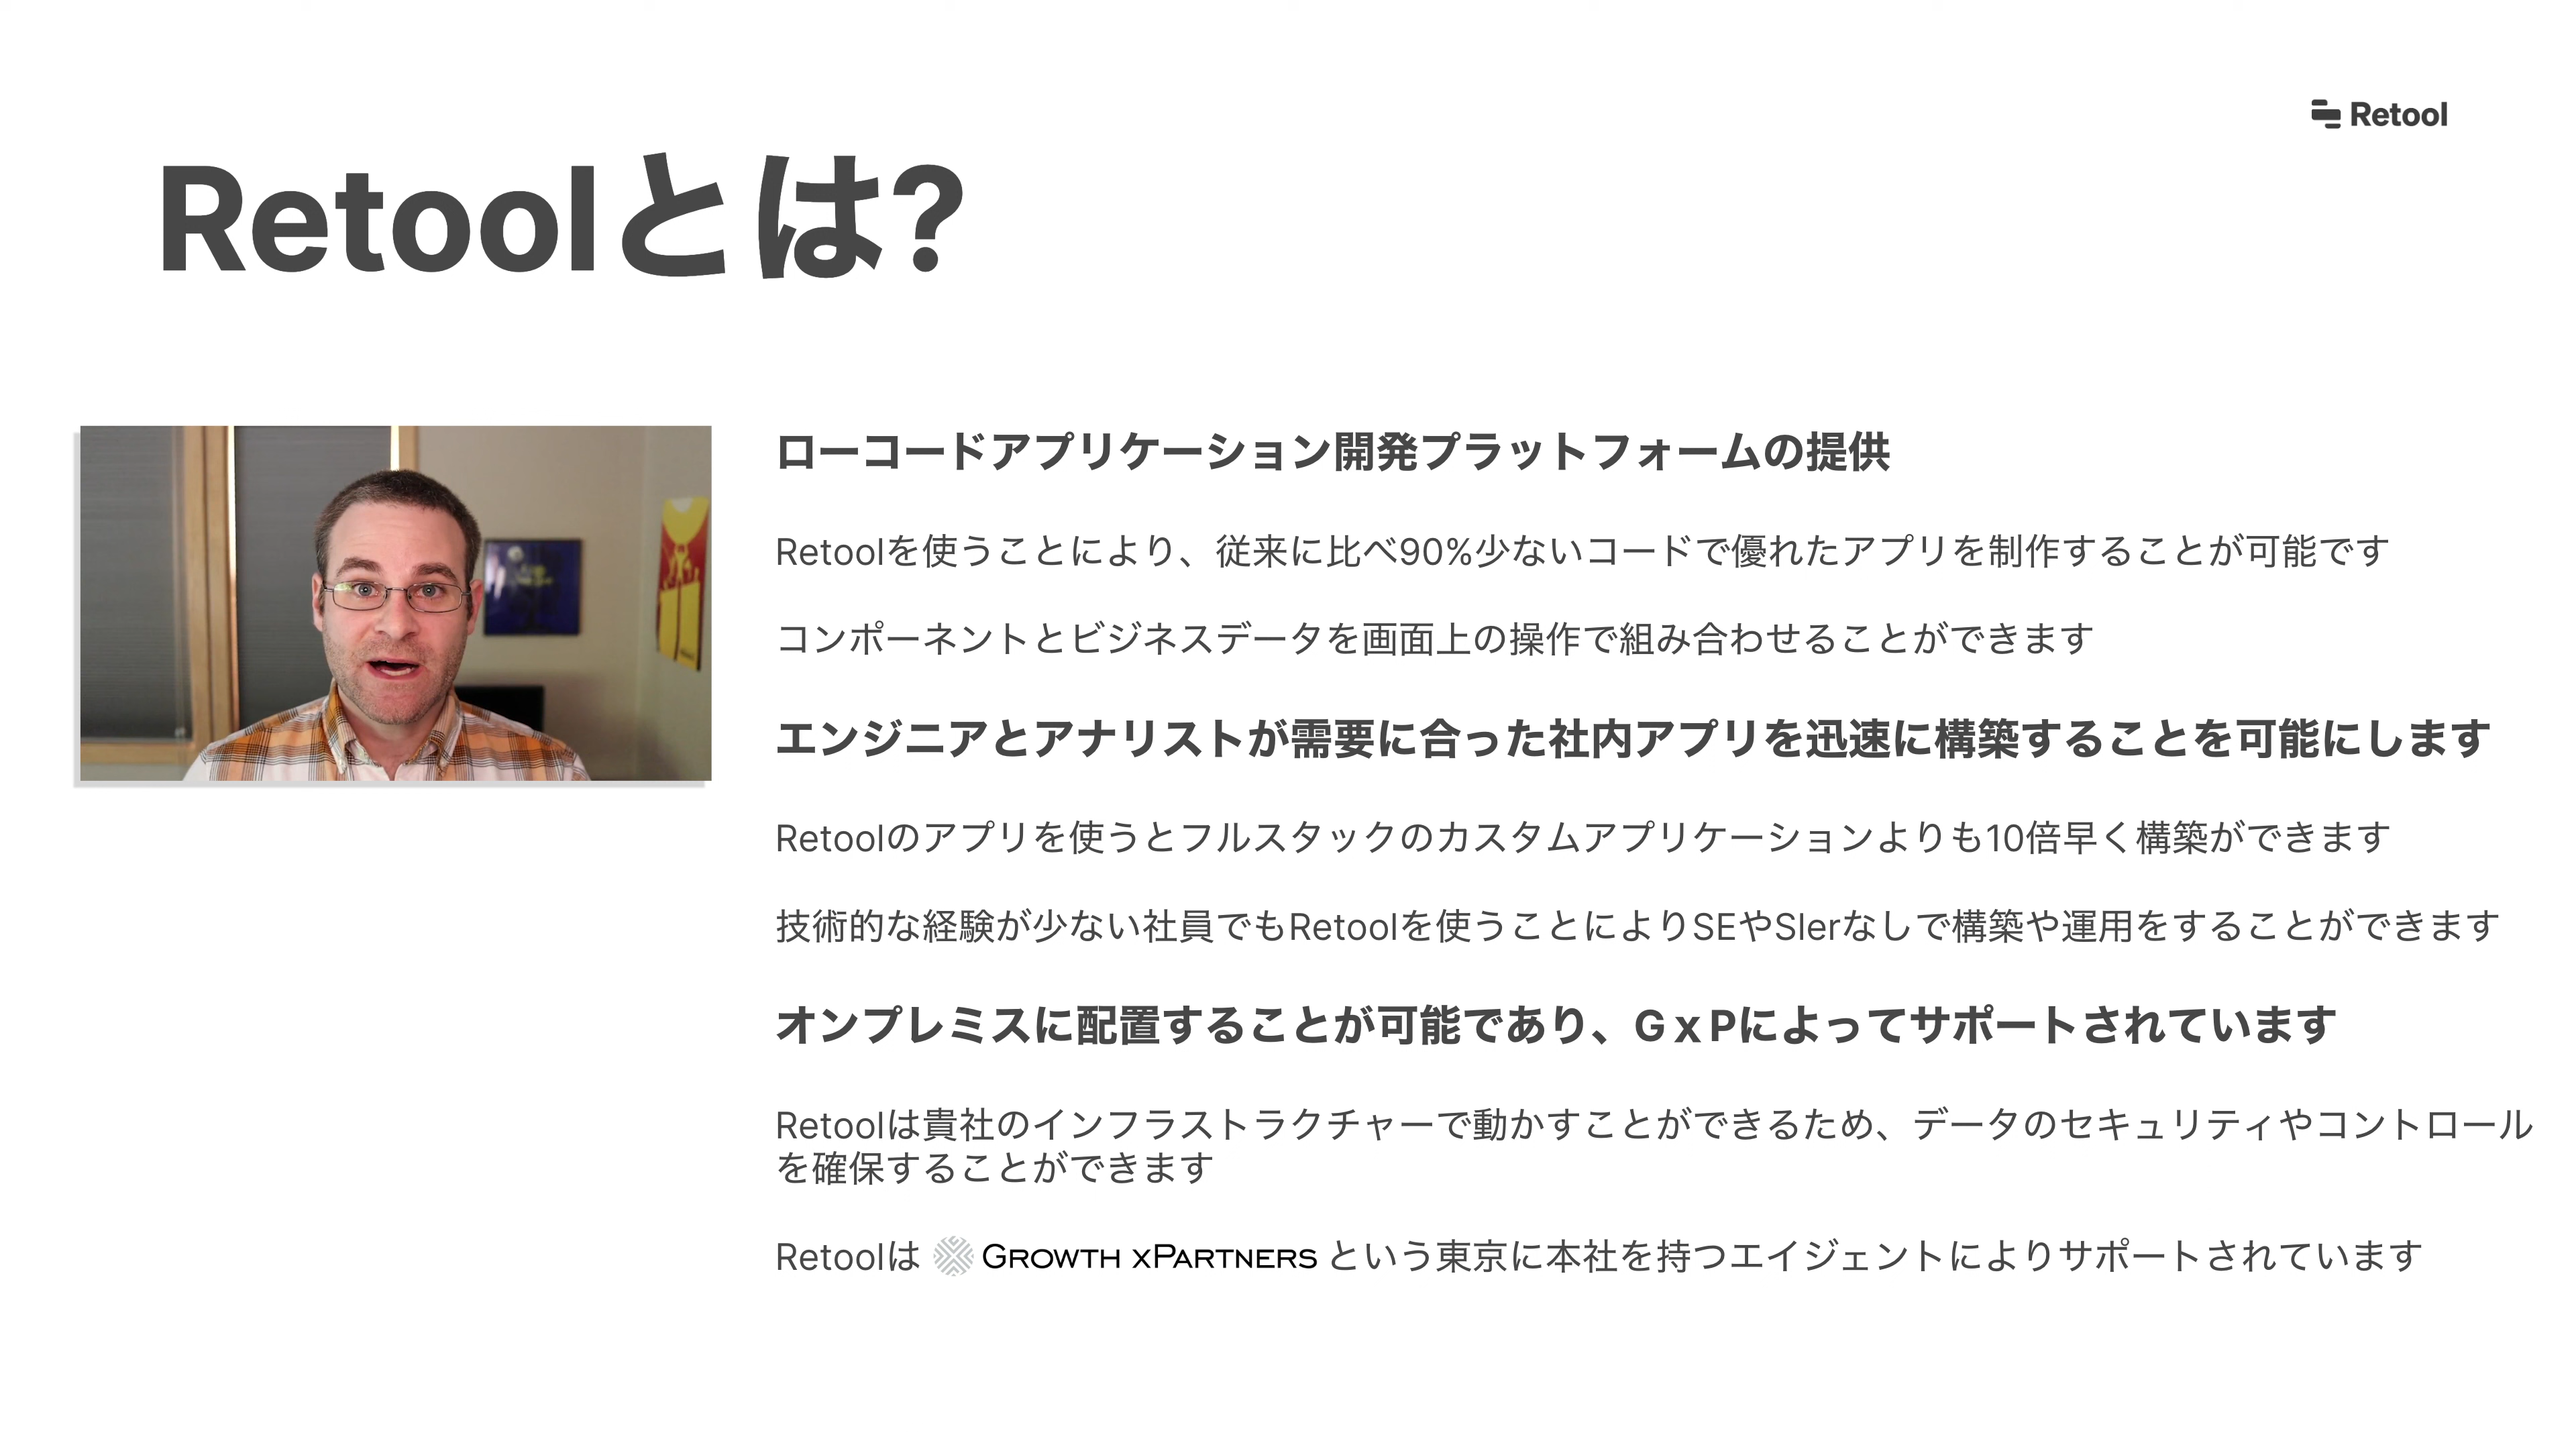 Retool
Retoolとは?
ローコードアプリケーション開発プラットフォームの提供
Retoolを使うことにより、従来に比べ90%少ないコードで優れたアプリを制作することが可能です
コンポーネントとビジネスデータを画面上の操作で組み合わせることができます
エンジニアとアナリストが需要に合った社内アプリを迅速に構築することを可能にします
Retoolのアプリを使うとフルスタックのカスタムアプリケーションよりも10倍早く構築ができます
技術的な経験が少ない社員でもRetoolを使うことによりSEやSIerなしで構築や運用をすることができます
オンプレミスに配置することが可能であり、G x Pによってサポートされています
Retoolは貴社のインフラストラクチャーで動かすことができるため、データのセキュリティやコントロール
を確保することができます
Retoolは GROWTH XPARTNERS という東京に本社を持つエイジェントによりサポートされています